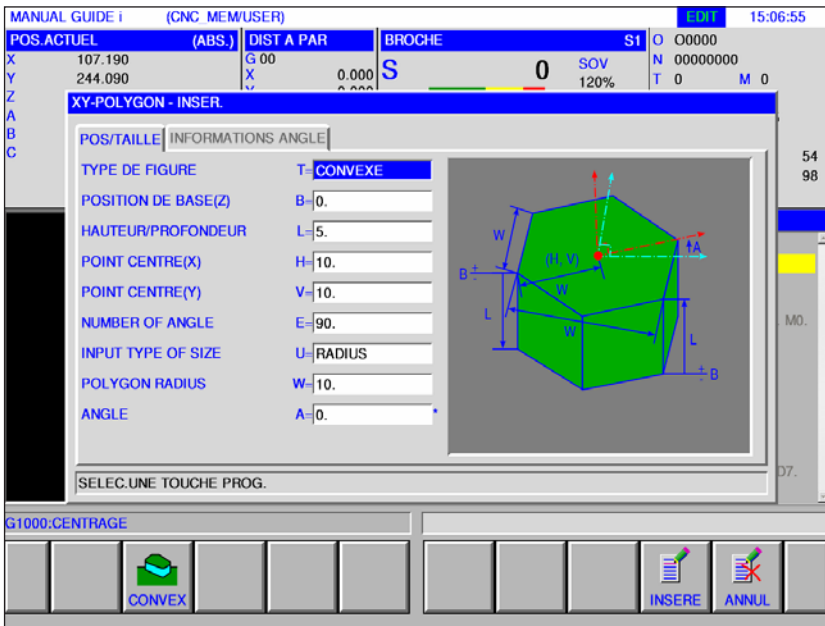 MANUAL GUIDE i (CNC_MEM/USER) EDIT 15:06:55
POS.ACTUEL (ABS.) DIST A PAR BROCHE S1 O O0000
X 107.190 G 00 S 0 SOV N 00000000
Y 244.090 X 0.000 120% T 0 M 0
Z
A
B
C
54
98
XY-POLYGON - INSER.
POS/TAILLE INFORMATIONS ANGLE
TYPE DE FIGURE T=CONVEXE
POSITION DE BASE(Z) B=0.
HAUTEUR/PROFONDEUR L=5.
POINT CENTRE(X) H=10.
POINT CENTRE(Y) V=10.
NUMBER OF ANGLE E=90.
INPUT TYPE OF SIZE U=RADIUS
POLYGON RADIUS W=10.
ANGLE A=0. *
W
(H, V)
A
B + -
W
L
W
L
+ - B
M0.
D7.
SELEC.UNE TOUCHE PROG.
G1000:CENTRAGE
CONVEX INSERE ANNUL